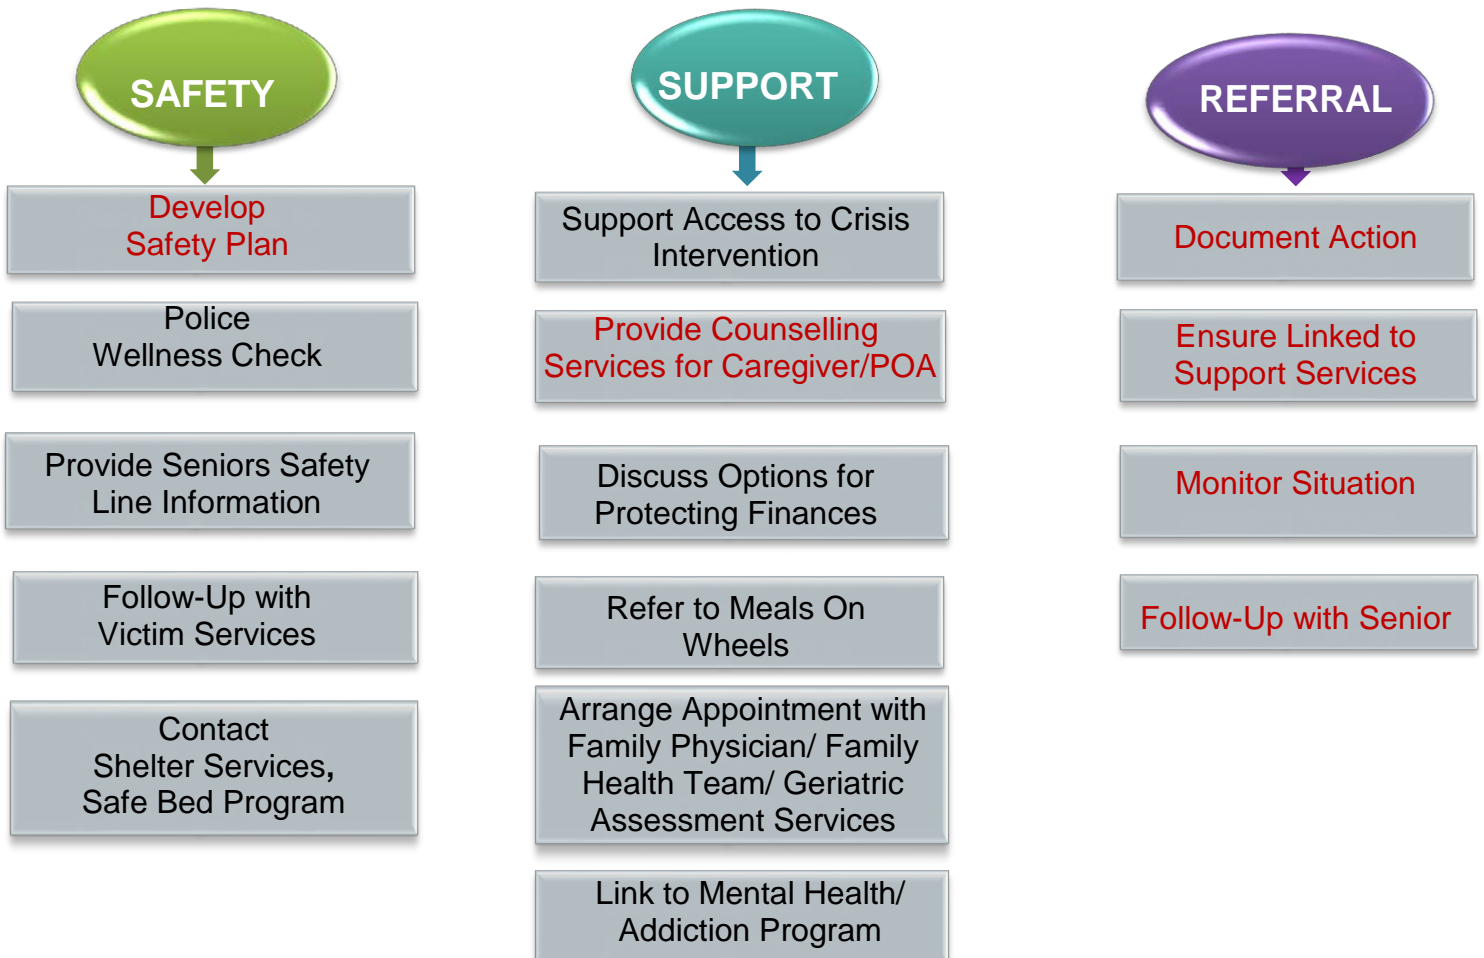 SAFETY
Develop
Safety Plan
Police
Wellness Check
Provide Seniors Safety
Line Information
Follow-Up with
Victim Services
Contact
Shelter Services,
Safe Bed Program
SUPPORT
Support Access to Crisis
Intervention
Provide Counselling
Services for Caregiver/POA
Discuss Options for
Protecting Finances
Refer to Meals On
Wheels
Arrange Appointment with
Family Physician/ Family
Health Team/ Geriatric
Assessment Services
Link to Mental Health/
Addiction Program
REFERRAL
Document Action
Ensure Linked to
Support Services
Monitor Situation
Follow-Up with Senior